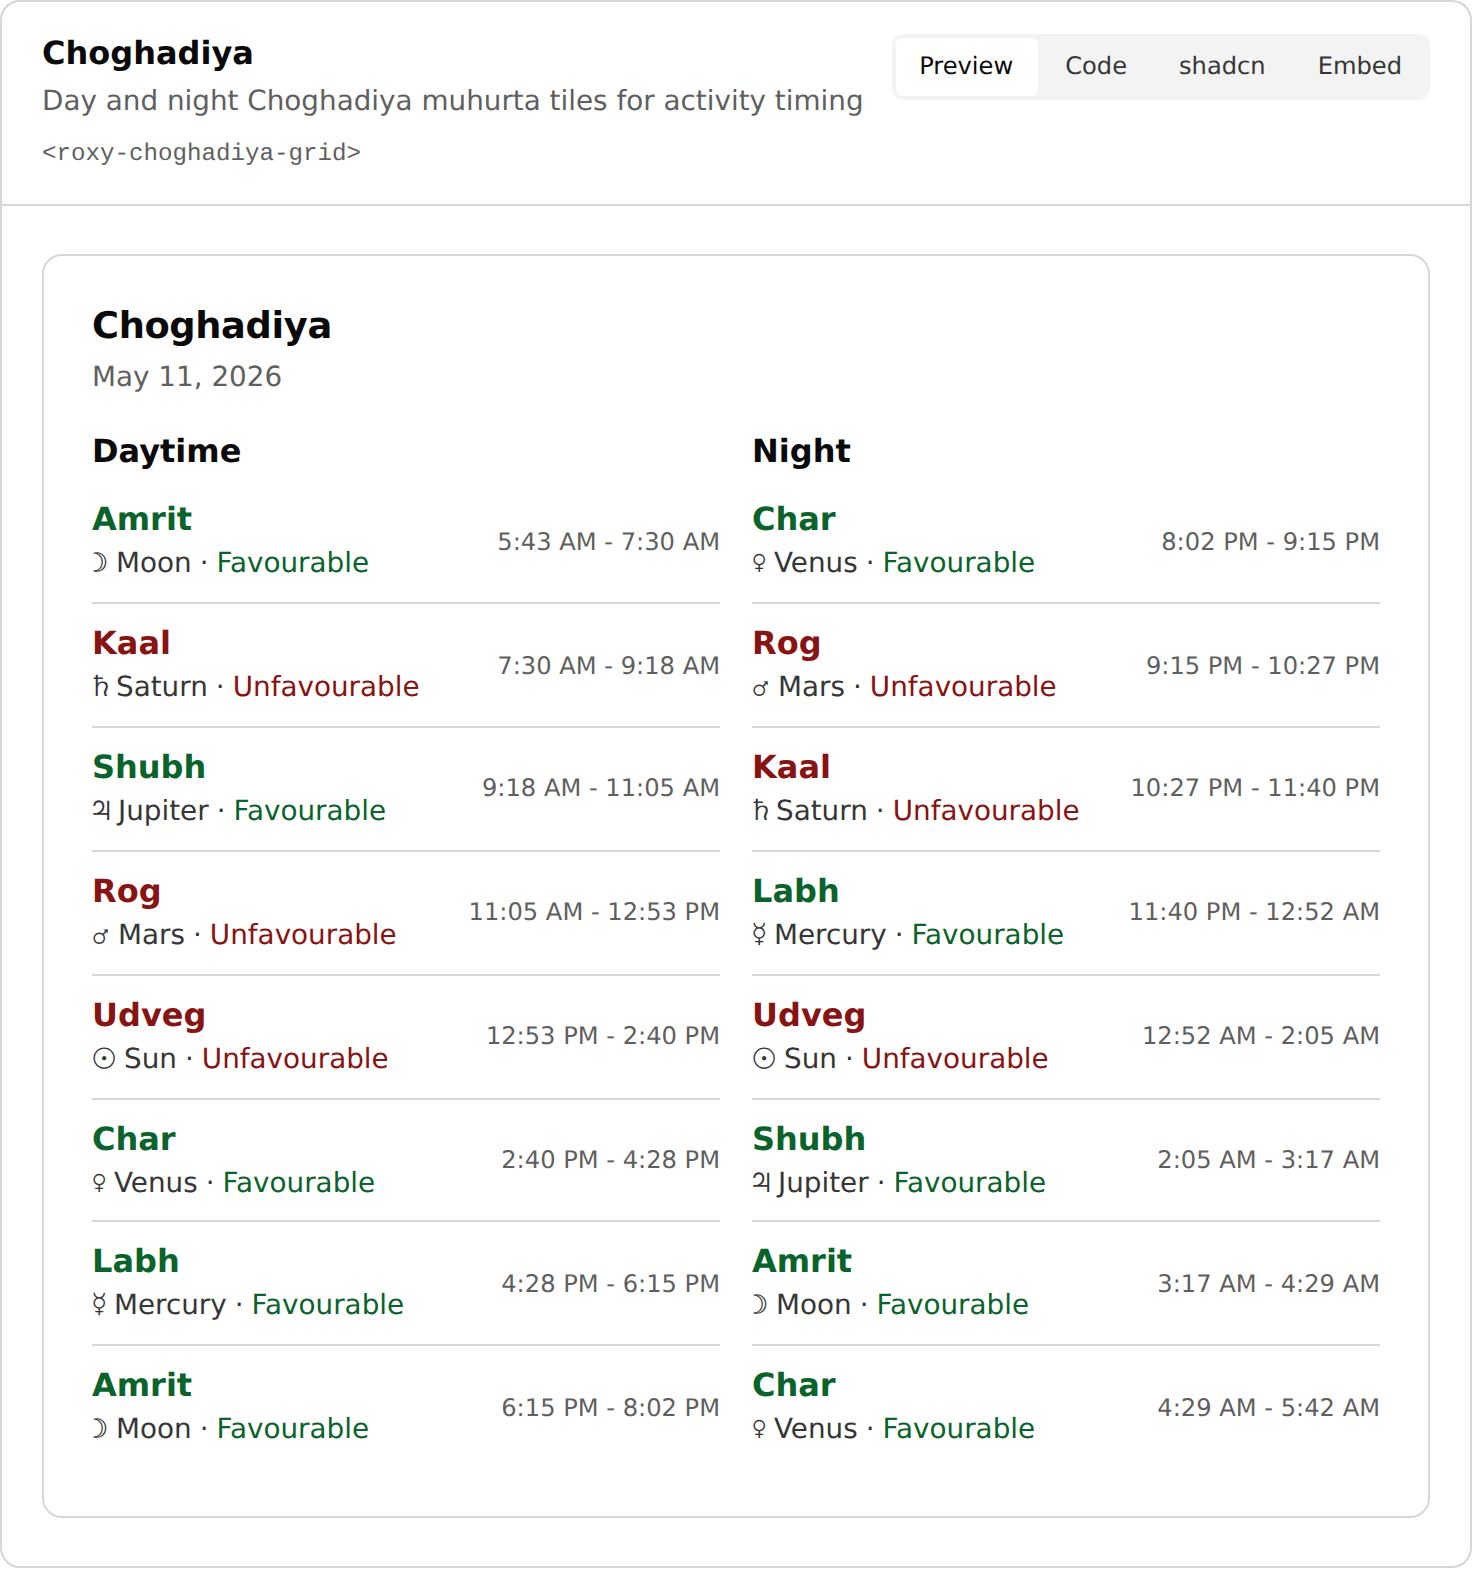 Choghadiya
Day and night Choghadiya muhurta tiles for activity timing
<roxy-choghadiya-grid>
Preview Code shadcn Embed
Choghadiya
May 11, 2026
Daytime
Amrit
☽ Moon · Favourable
5:43 AM - 7:30 AM
Kaal
♄ Saturn · Unfavourable
7:30 AM - 9:18 AM
Shubh
♃ Jupiter · Favourable
9:18 AM - 11:05 AM
Rog
♂ Mars · Unfavourable
11:05 AM - 12:53 PM
Udveg
☉ Sun · Unfavourable
12:53 PM - 2:40 PM
Char
♀ Venus · Favourable
2:40 PM - 4:28 PM
Labh
☿ Mercury · Favourable
4:28 PM - 6:15 PM
Amrit
☽ Moon · Favourable
6:15 PM - 8:02 PM
Night
Char
♀ Venus · Favourable
8:02 PM - 9:15 PM
Rog
♂ Mars · Unfavourable
9:15 PM - 10:27 PM
Kaal
♄ Saturn · Unfavourable
10:27 PM - 11:40 PM
Labh
☿ Mercury · Favourable
11:40 PM - 12:52 AM
Udveg
☉ Sun · Unfavourable
12:52 AM - 2:05 AM
Shubh
♃ Jupiter · Favourable
2:05 AM - 3:17 AM
Amrit
☽ Moon · Favourable
3:17 AM - 4:29 AM
Char
♀ Venus · Favourable
4:29 AM - 5:42 AM